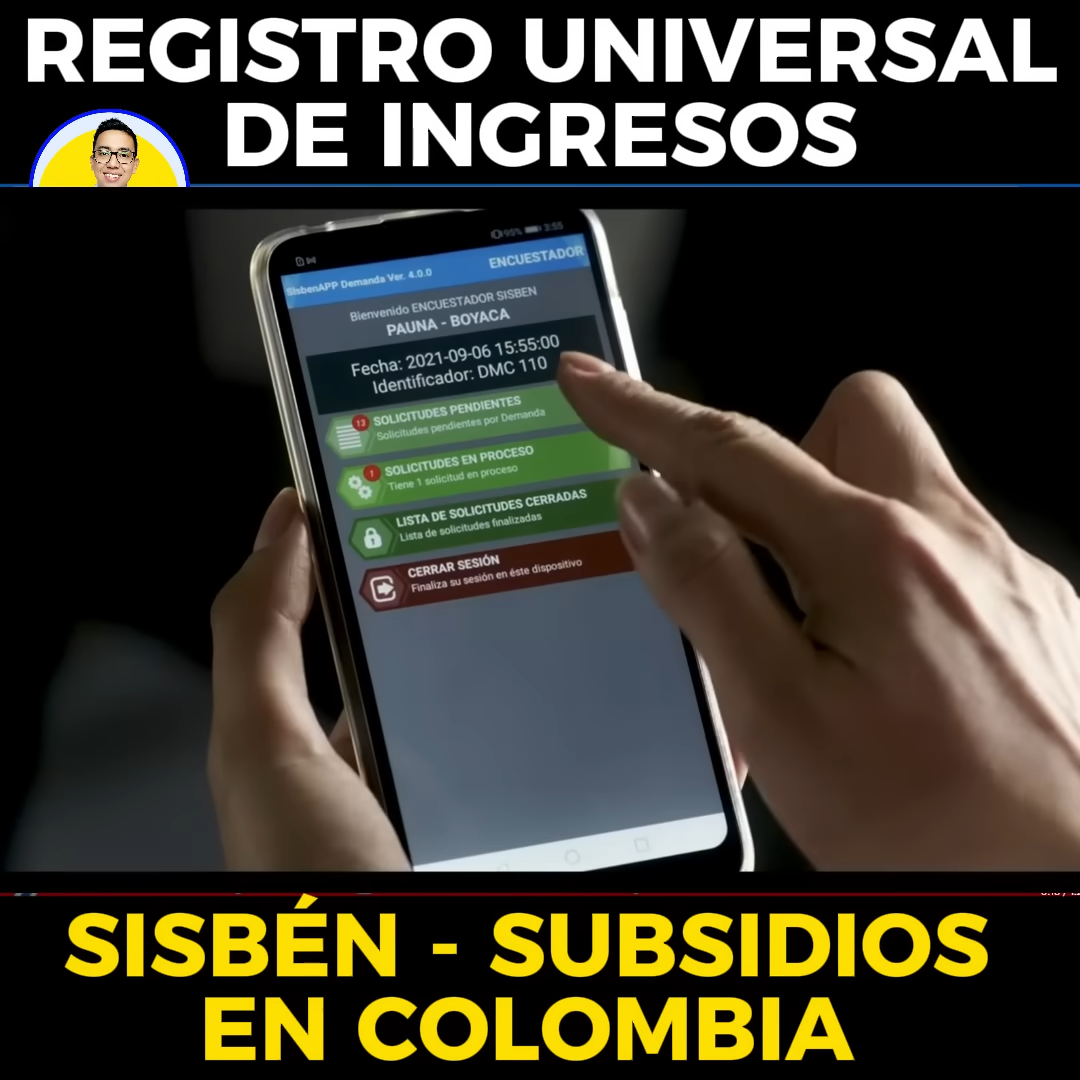 REGISTRO UNIVERSAL
DE INGRESOS
95% 3:55
SisbenAPP Demanda Ver. 4.0.0 ENCUESTADOR
Bienvenido ENCUESTADOR SISBEN
PAUNA - BOYACA
Fecha: 2021-09-06 15:55:00
Identificador: DMC 110
13 SOLICITUDES PENDIENTES
Solicitudes pendientes por Demanda
1 SOLICITUDES EN PROCESO
Tiene 1 solicitud en proceso
LISTA DE SOLICITUDES CERRADAS
Lista de solicitudes finalizadas
CERRAR SESIÓN
Finaliza su sesión en éste dispositivo
SISBÉN - SUBSIDIOS
EN COLOMBIA